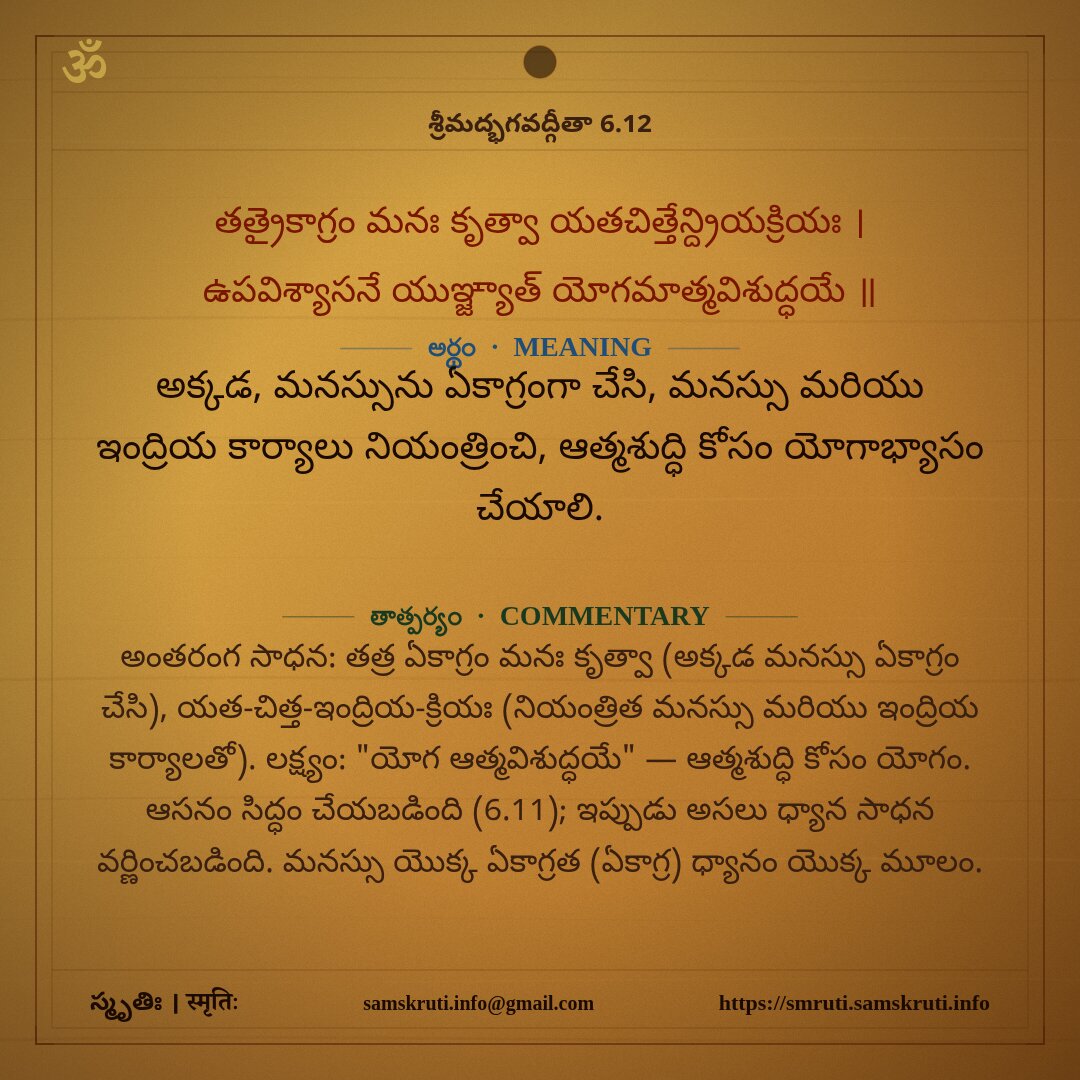 ॐ
శ్రీమద్భగవద్గీతా 6.12
తత్రైకాగ్రం మనః కృత్వా యతచిత్తేన్ద్రియక్రియః |
ఉపవిశ్యాసనే యుఞ్జ్యాత్ యోగమాత్మవిశుద్ధయే ||
అర్థం · MEANING
అక్కడ, మనస్సును ఏకాగ్రంగా చేసి, మనస్సు మరియు
ఇంద్రియ కార్యాలు నియంత్రించి, ఆత్మశుద్ధి కోసం యోగాభ్యాసం
చేయాలి.
తాత్పర్యం · COMMENTARY
అంతరంగ సాధన: తత్ర ఏకాగ్రం మనః కృత్వా (అక్కడ మనస్సు ఏకాగ్రం
చేసి), యత-చిత్త-ఇంద్రియ-క్రియః (నియంత్రిత మనస్సు మరియు ఇంద్రియ
కార్యాలతో). లక్ష్యం: "యోగ ఆత్మవిశుద్ధయే" — ఆత్మశుద్ధి కోసం యోగం.
ఆసనం సిద్ధం చేయబడింది (6.11); ఇప్పుడు అసలు ధ్యాన సాధన
వర్ణించబడింది. మనస్సు యొక్క ఏకాగ్రత (ఏకాగ్ర) ధ్యానం యొక్క మూలం.
స్మృతిః | स्मृतिः samskruti.info@gmail.com https://smruti.samskruti.info